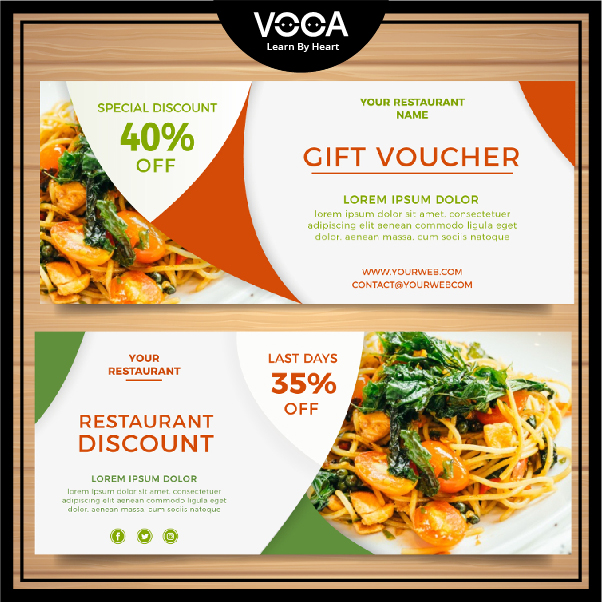 VOCA
Learn By Heart
SPECIAL DISCOUNT
40%
OFF
YOUR RESTAURANT
NAME
GIFT VOUCHER
LOREM IPSUM DOLOR
lorem ipsum dolor sit amet, consectetuer
adipiscing elit. Aenean commodo ligula eget
dolor. aenean massa. cum sociis natoque
WWW.YOURWEB.COM
CONTACT@YOURWEB.COM
YOUR
RESTAURANT
RESTAURANT
DISCOUNT
LOREM IPSUM DOLOR
lorem ipsum dolor sit amet, consectetuer
adipiscing elit. Aenean commodo ligula eget
dolor. aenean massa. cum sociis natoque
LAST DAYS
35%
OFF